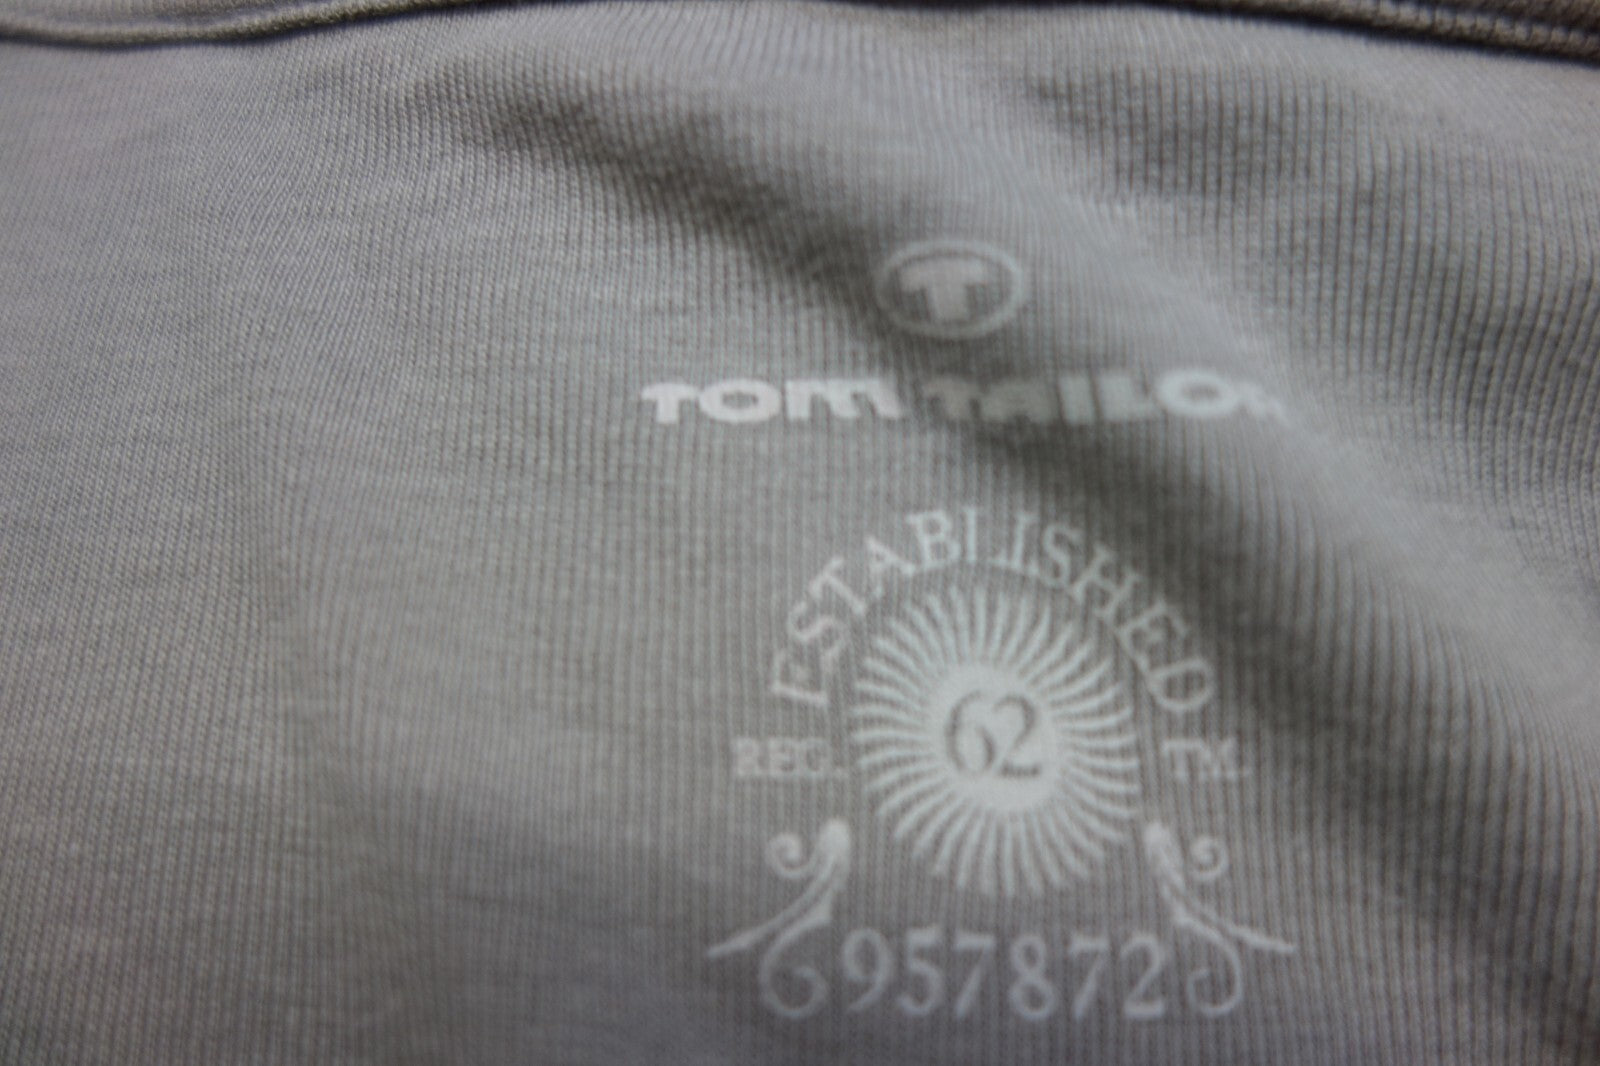 T
TOM TAILOR
ESTABLISHED
REG. 62 TM.
957872